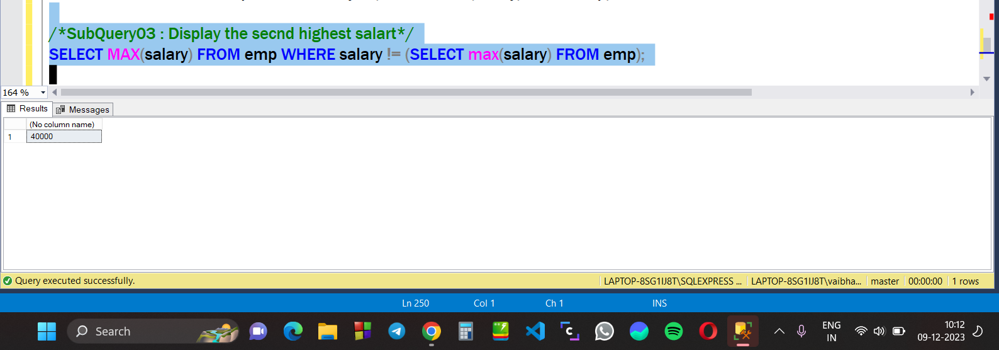 /*SubQuery03 : Display the secnd highest salart*/
SELECT MAX(salary) FROM emp WHERE salary != (SELECT max(salary) FROM emp);
164 %
Results Messages
(No column name)
1 40000
Query executed successfully. LAPTOP-8SG1IJ8T\SQLEXPRESS ... LAPTOP-8SG1IJ8T\vaibha... master 00:00:00 1 rows
Ln 250 Col 1 Ch 1 INS
Search
ENG
IN
10:12
09-12-2023